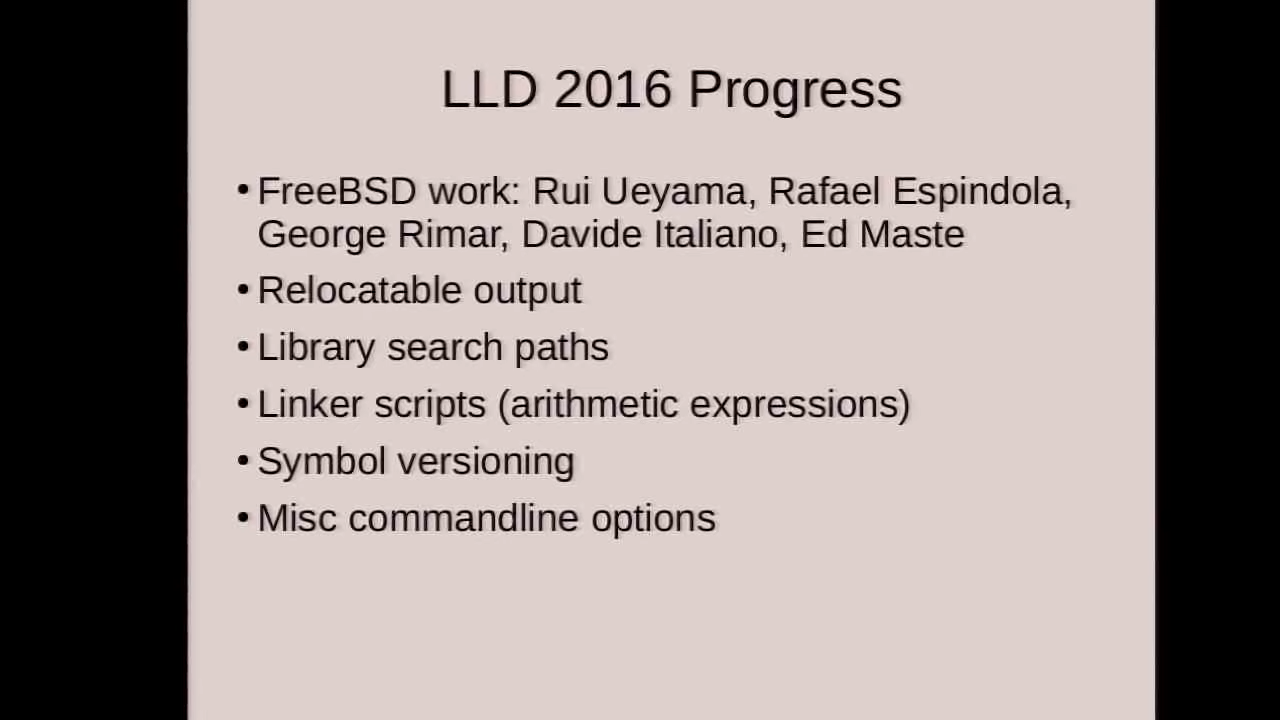 LLD 2016 Progress
• FreeBSD work: Rui Ueyama, Rafael Espindola,
George Rimar, Davide Italiano, Ed Maste
• Relocatable output
• Library search paths
• Linker scripts (arithmetic expressions)
• Symbol versioning
• Misc commandline options